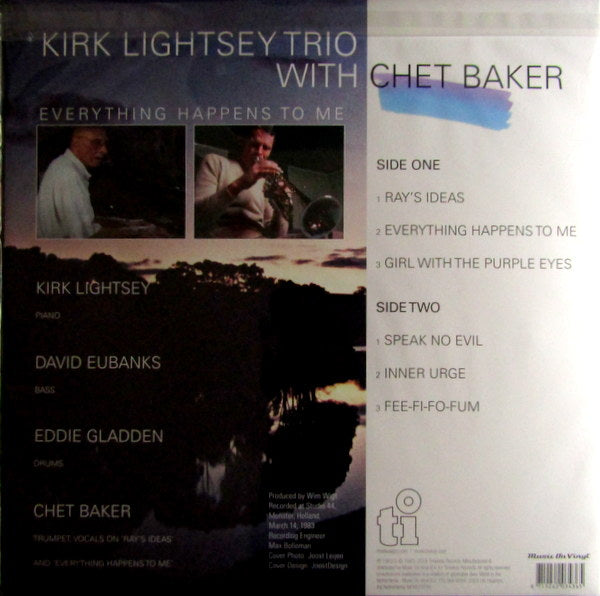 KIRK LIGHTSEY TRIO
WITH CHET BAKER
EVERYTHING HAPPENS TO ME
KIRK LIGHTSEY
PIANO
DAVID EUBANKS
BASS
EDDIE GLADDEN
DRUMS
CHET BAKER
TRUMPET VOCALS ON 'RAY'S IDEAS'
AND 'EVERYTHING HAPPENS TO ME'
Produced by Wim Wigt
Recorded at Studio 44,
Monster, Holland,
March 14, 1983
Recording Engineer
Max Bolleman
Cover Photo
Cover Design
SIDE ONE
1 RAY'S IDEAS
2 EVERYTHING HAPPENS TO ME
3 GIRL WITH THE PURPLE EYES
SIDE TWO
1 SPEAK NO EVIL
2 INNER URGE
3 FEE-FI-FO-FUM
ti
Music On Vinyl